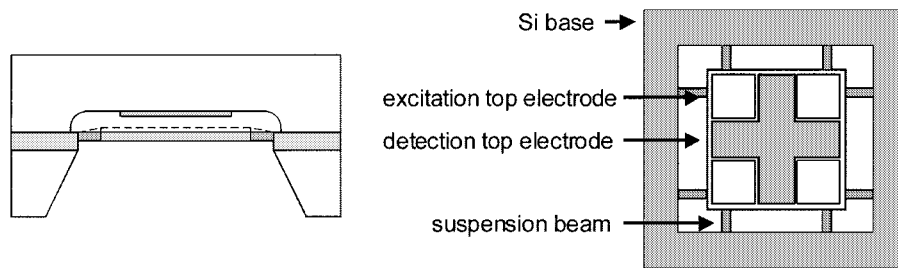 Si base
excitation top electrode
detection top electrode
suspension beam